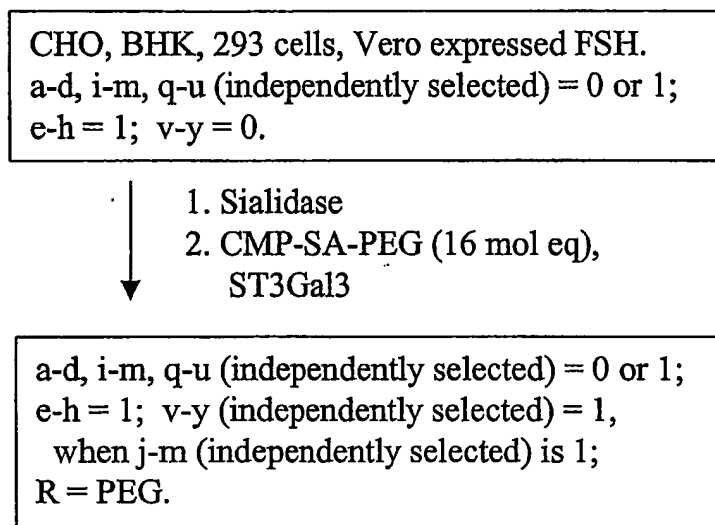 CHO, BHK, 293 cells, Vero expressed FSH.
a-d, i-m, q-u (independently selected) = 0 or 1;
e-h = 1; v-y = 0.
1. Sialidase
2. CMP-SA-PEG (16 mol eq),
ST3Gal3
a-d, i-m, q-u (independently selected) = 0 or 1;
e-h = 1; v-y (independently selected) = 1,
when j-m (independently selected) is 1;
R = PEG.